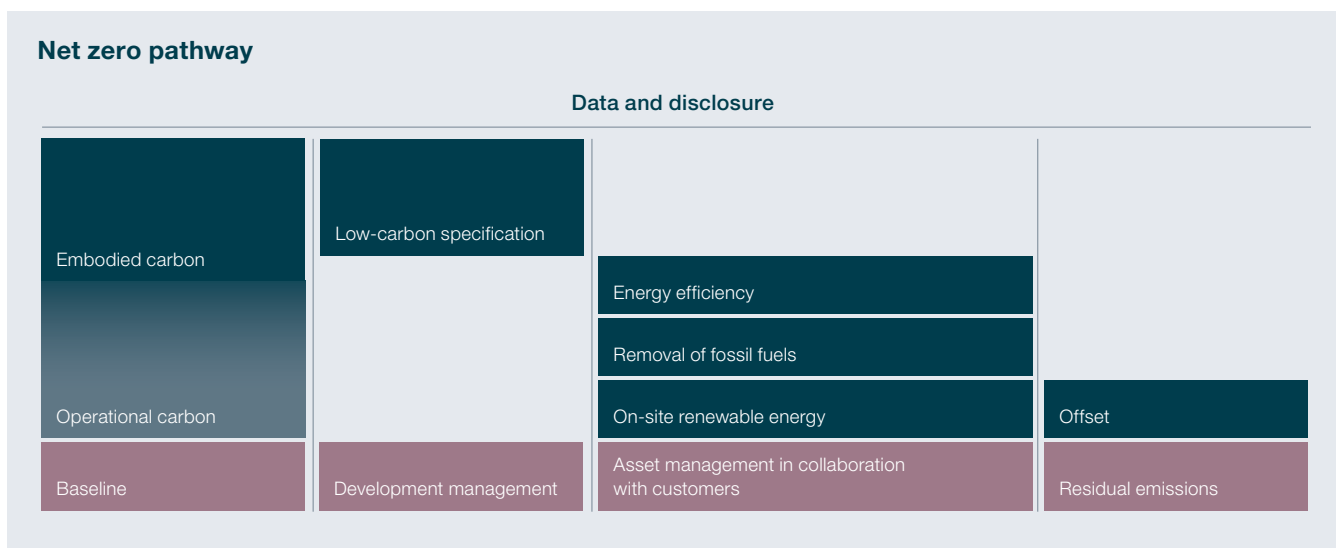 Net zero pathway
Data and disclosure
Embodied carbon
Operational carbon
Baseline
Low-carbon specification
Development management
Energy efficiency
Removal of fossil fuels
On-site renewable energy
Asset management in collaboration
with customers
Offset
Residual emissions